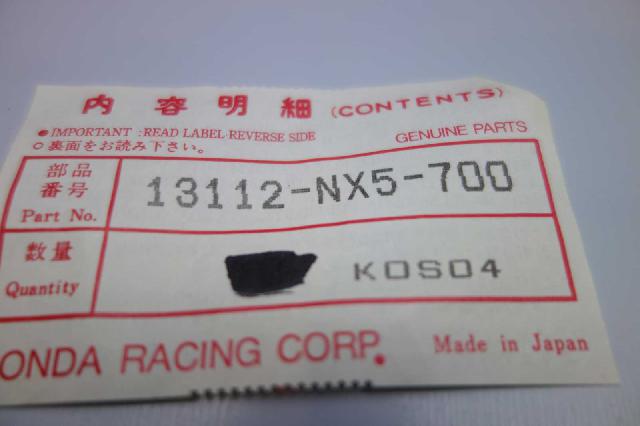 内容明細 (CONTENTS)
●IMPORTANT :READ LABEL REVERSE SIDE
GENUINE PARTS
○裏面をお読み下さい。
部品番号
Part No.
13112-NX5-700
数量
Quantity
KOS04
ONDA RACING CORP.
Made in Japan